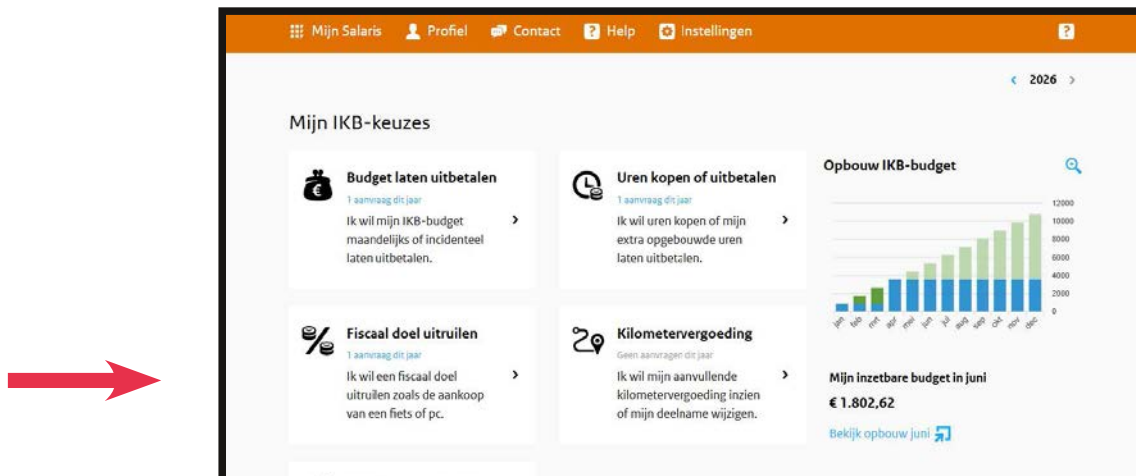 Mijn Salaris Profiel Contact ? Help Instellingen ?
< 2026 >
Mijn IKB-keuzes
Budget laten uitbetalen
1 aanvraag dit jaar
Ik wil mijn IKB-budget
maandelijks of incidenteel
laten uitbetalen.
Uren kopen of uitbetalen
1 aanvraag dit jaar
Ik wil uren kopen of mijn
extra opgebouwde uren
laten uitbetalen.
Opbouw IKB-budget
12000
10000
8000
6000
4000
2000
0
jan feb mrt apr mei jun jul aug sep okt nov dec
Fiscaal doel uitruilen
1 aanvraag dit jaar
Ik wil een fiscaal doel
uitruilen zoals de aankoop
van een fiets of pc.
Kilometervergoeding
Geen aanvragen dit jaar
Ik wil mijn aanvullende
kilometervergoeding inzien
of mijn deelname wijzigen.
Mijn inzetbare budget in juni
€ 1.802,62
Bekijk opbouw juni